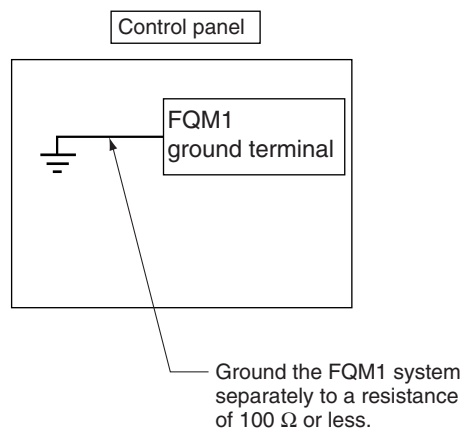 Control panel
FQM1
ground terminal
Ground the FQM1 system
separately to a resistance
of 100 Ω or less.